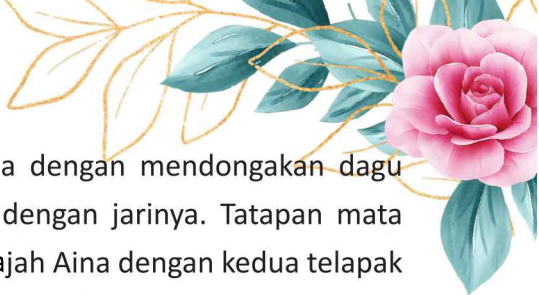 a dengan mendongakan dagu
dengan jarinya. Tatapan mata
ajah Aina dengan kedua telapak